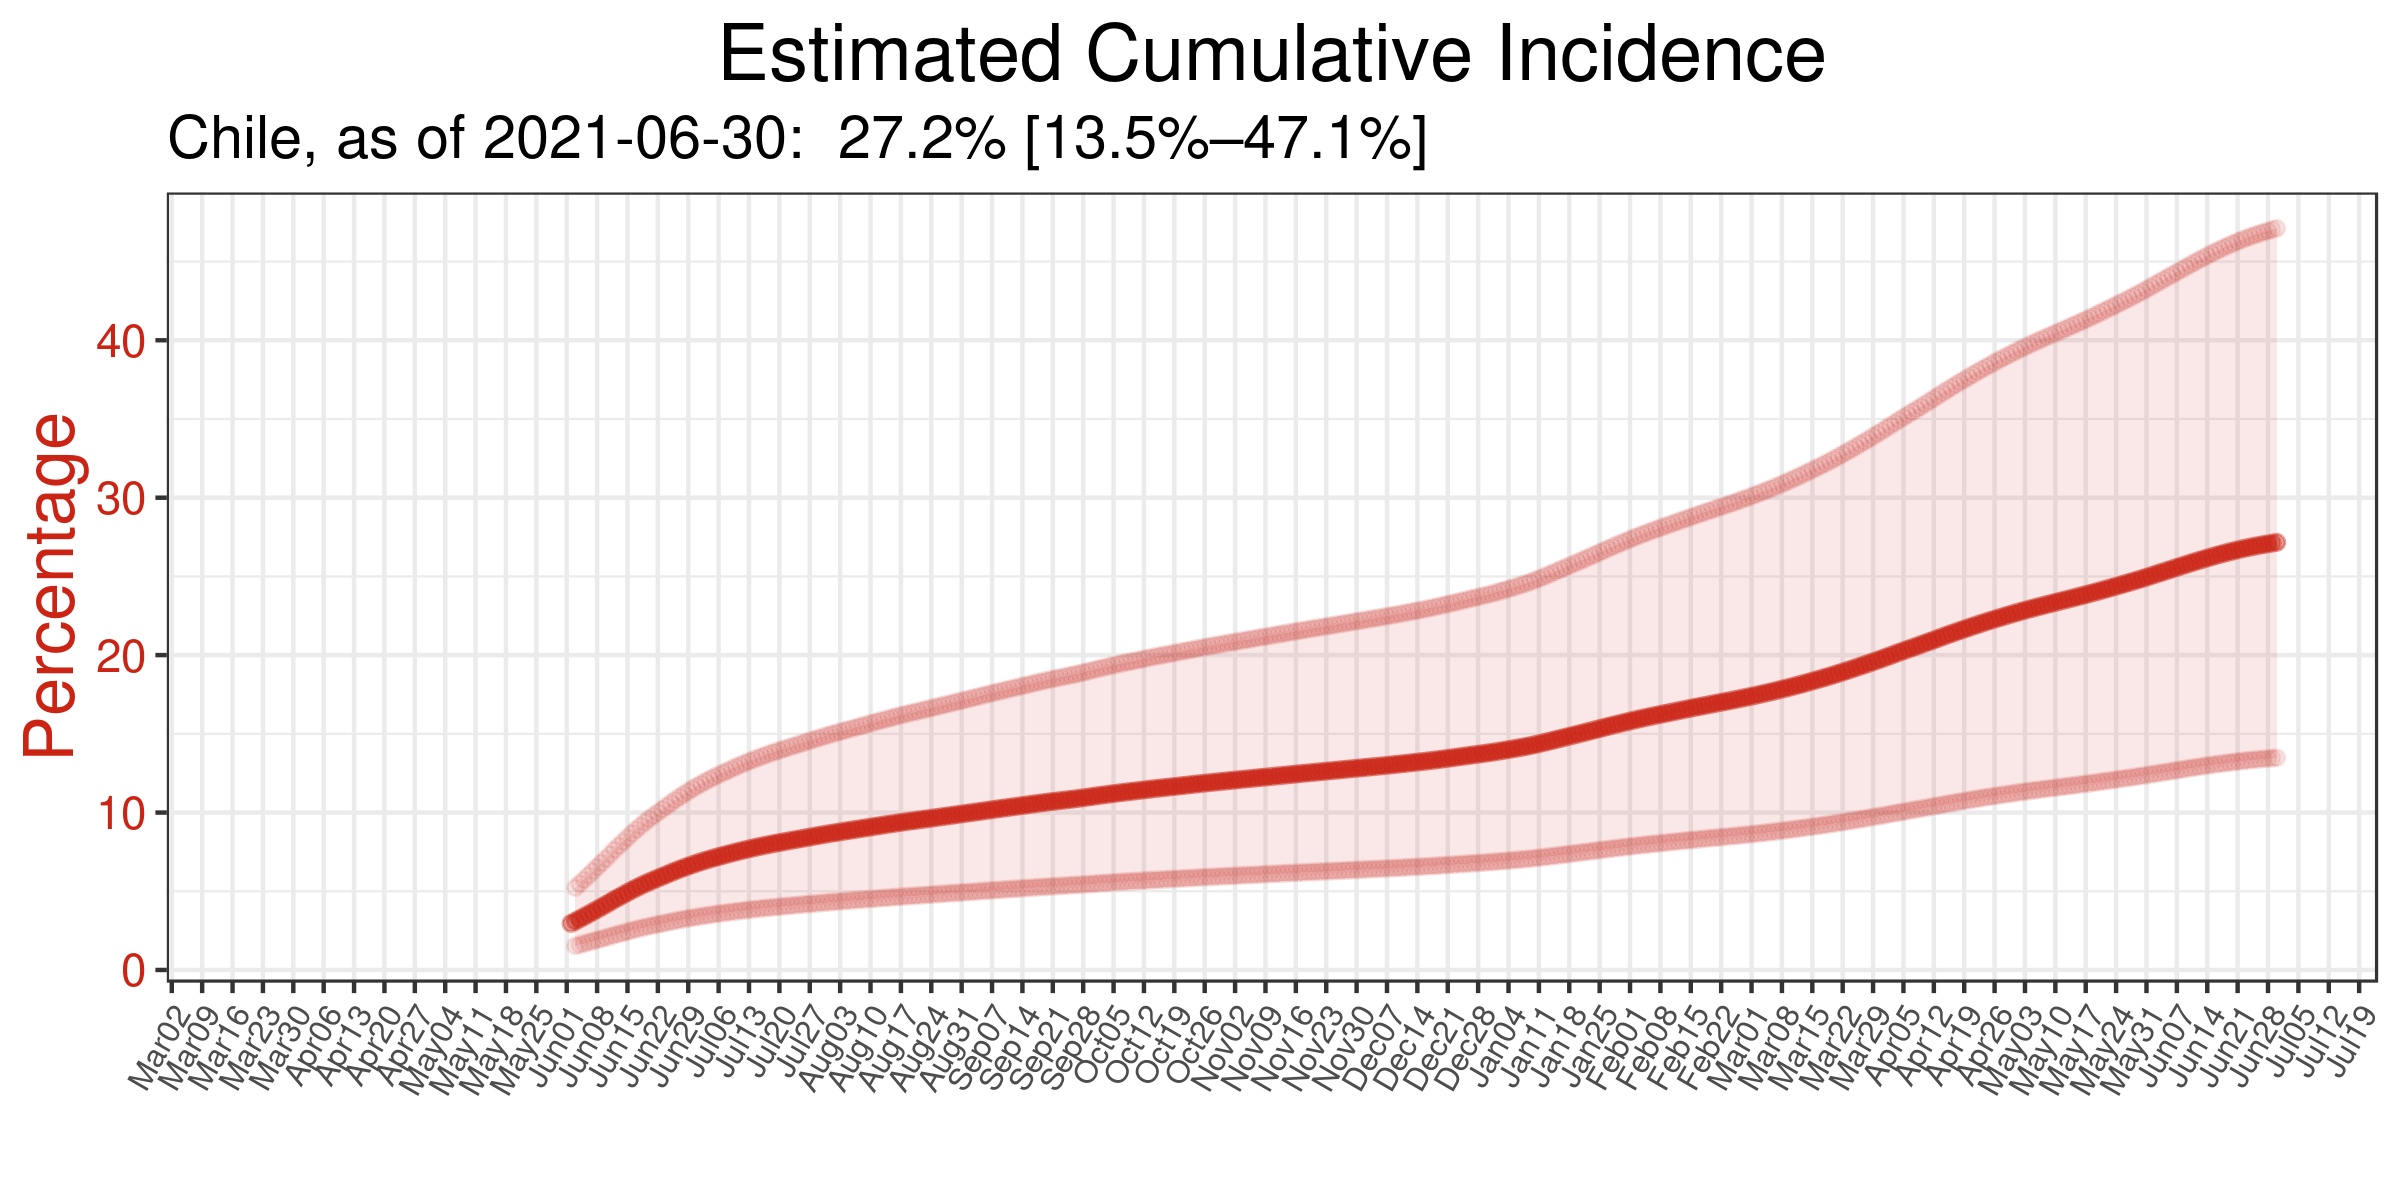 Estimated Cumulative Incidence
Chile, as of 2021-06-30:  27.2% [13.5%–47.1%]
Percentage
40
30
20
10
0
Mar02
Mar09
Mar16
Mar23
Mar30
Apr06
Apr13
Apr20
Apr27
May04
May11
May18
May25
Jun01
Jun08
Jun15
Jun22
Jun29
Jul06
Jul13
Jul20
Jul27
Aug03
Aug10
Aug17
Aug24
Aug31
Sep07
Sep14
Sep21
Sep28
Oct05
Oct12
Oct19
Oct26
Nov02
Nov09
Nov16
Nov23
Nov30
Dec07
Dec14
Dec21
Dec28
Jan04
Jan11
Jan18
Jan25
Feb01
Feb08
Feb15
Feb22
Mar01
Mar08
Mar15
Mar22
Mar29
Apr05
Apr12
Apr19
Apr26
May03
May10
May17
May24
May31
Jun07
Jun14
Jun21
Jun28
Jul05
Jul12
Jul19